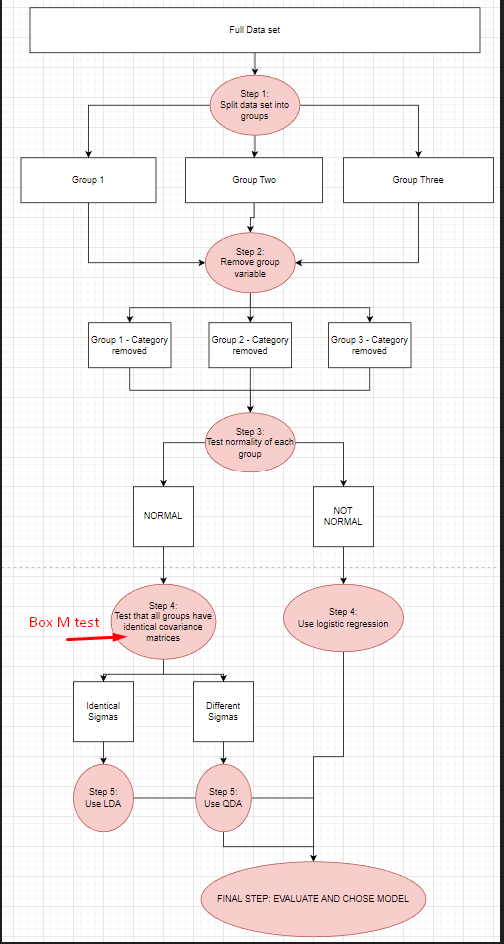 Full Data set
Step 1:
Split data set into
groups
Group 1
Group Two
Group Three
Step 2:
Remove group
variable
Group 1 - Category
removed
Group 2 - Category
removed
Group 3 - Category
removed
Step 3:
Test normality of each
group
NORMAL
NOT
NORMAL
Step 4:
Test that all groups have
identical covariance
matrices
Box M test
Step 4:
Use logistic regression
Identical
Sigmas
Different
Sigmas
Step 5:
Use LDA
Step 5:
Use QDA
FINAL STEP: EVALUATE AND CHOSE MODEL